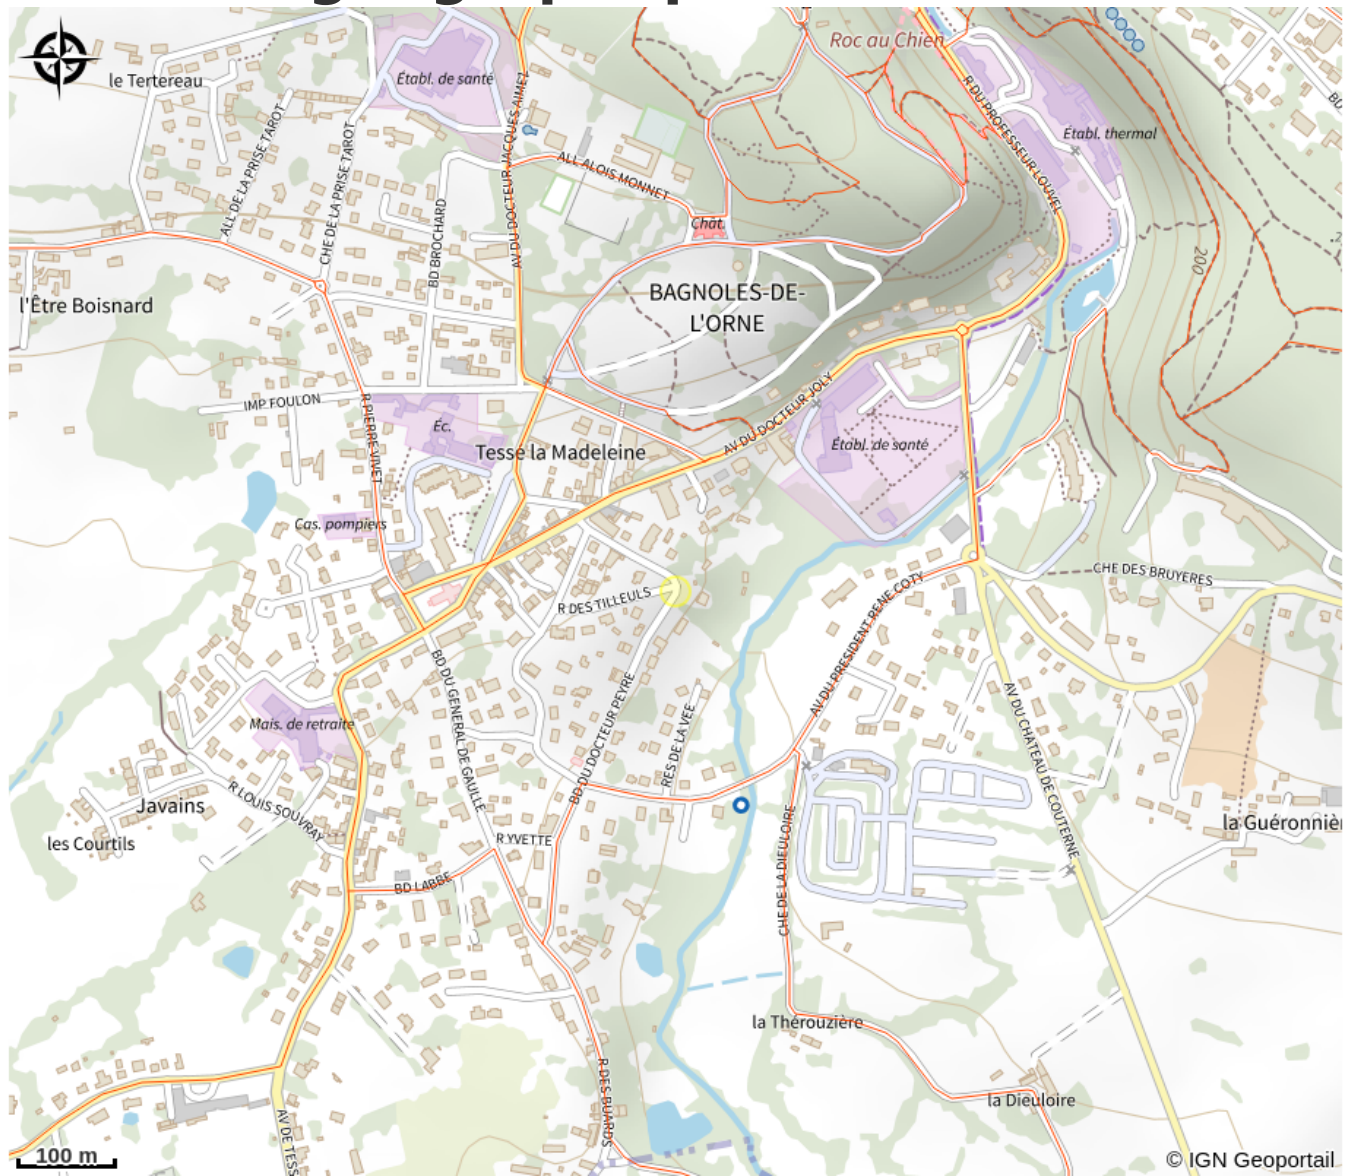 Roc au Chien
le Tertereau
Établ. de santé
R DU PROFESSEUR LOUVEL
Établ. thermal
AV DU DOCTEUR JACQUES AIMEZ
ALL DE LA PRISE TAROT
CHE DE LA PRISE TAROT
ALL ALOIS MONNET
BD BROCHARD
Chât.
200
l'Être Boisnard
BAGNOLES-DE-
L'ORNE
IMP FOULON
R PIERRE VIVET
Éc.
AV DU DOCTEUR JOLY
Tessé la Madeleine
Établ. de santé
Cas. pompiers
CHE DES BRUYERES
R DES TILLEULS
AV DU PRESIDENT RENE COTY
BD DU GENERAL DE GAULLE
BD DU DOCTEUR PEYRE
RES DE LA VEE
AV DU CHATEAU DE COUTERNE
Mais. de retraite
Javains
R LOUIS SOUVRAY
les Courtils
R YVETTE
BD LABBE
CHE DE LA DIEULOIRE
la Guéronnièr
la Thérouzière
la Dieuloire
R DES BUARDS
AV DE TESS
100 m
© IGN Geoportail